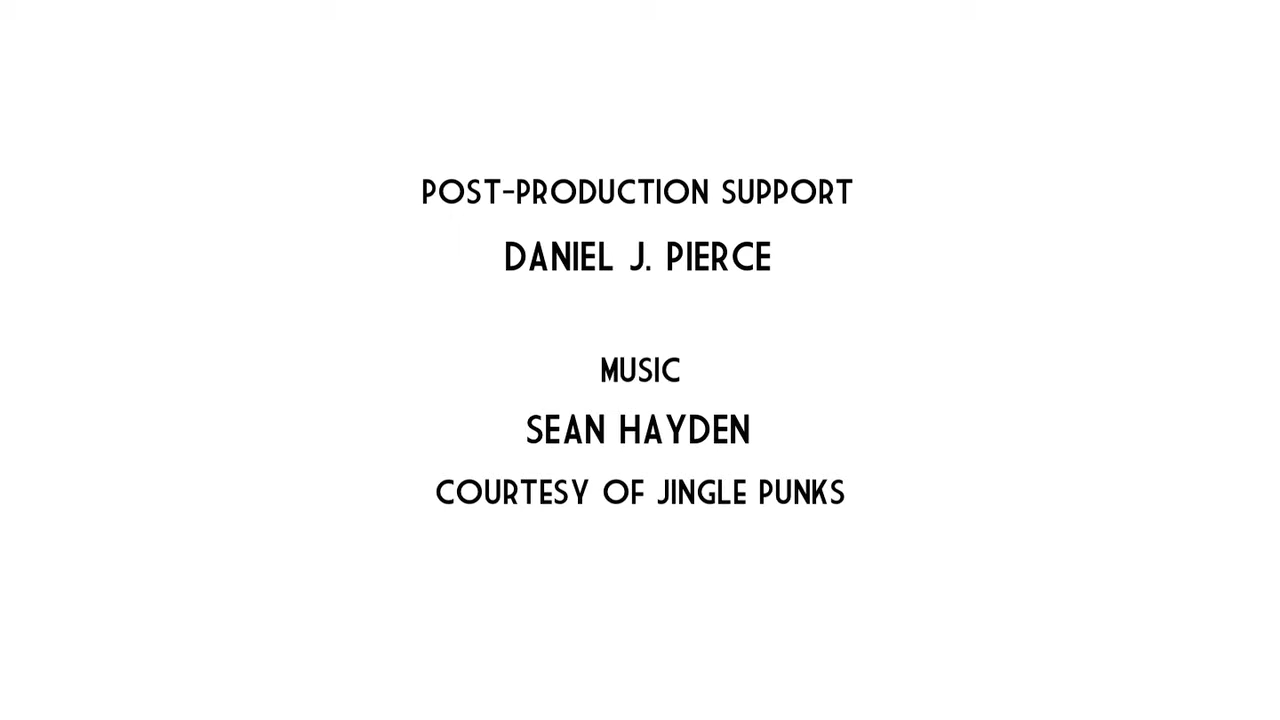 POST-PRODUCTION SUPPORT
DANIEL J. PIERCE
MUSIC
SEAN HAYDEN
COURTESY OF JINGLE PUNKS